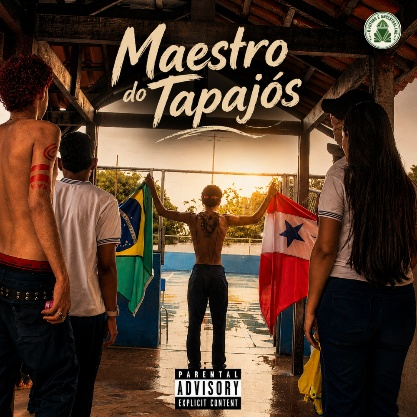 Maestro
do Tapajós
PARENTAL
ADVISORY
EXPLICIT CONTENT